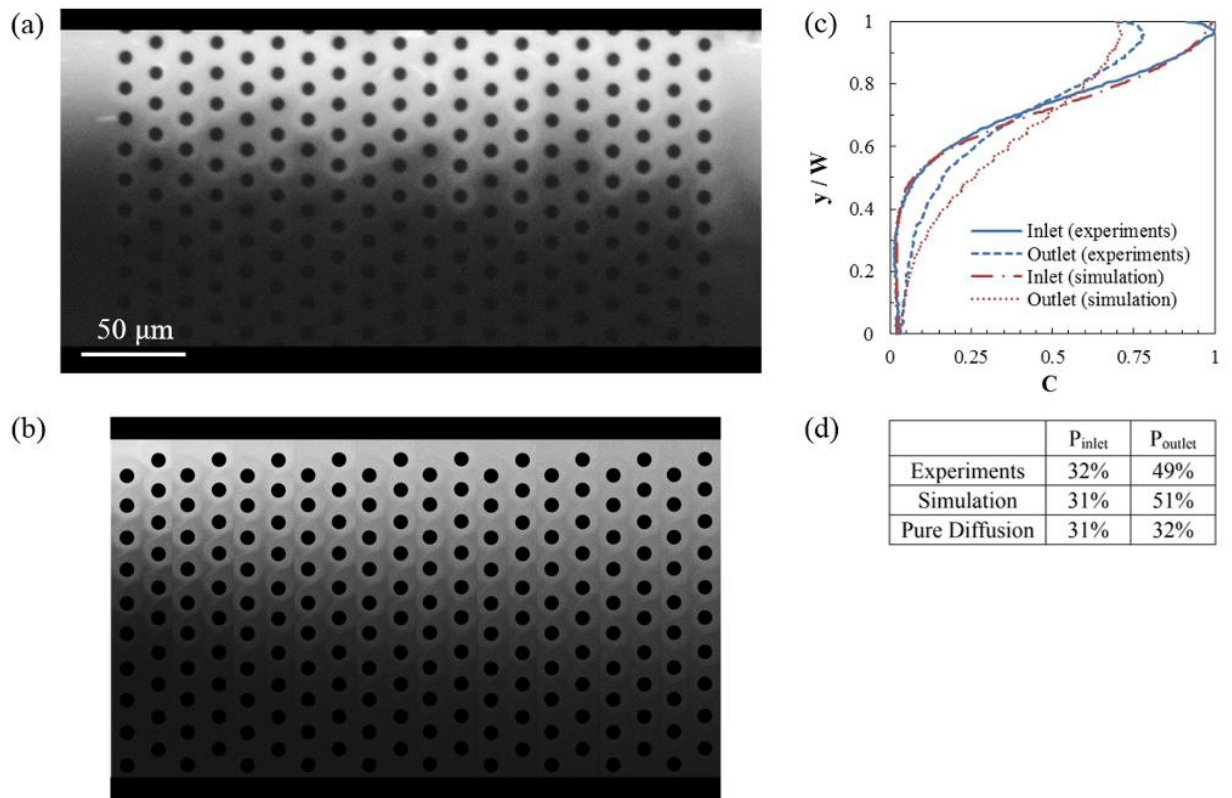 (a)
50 μm
(b)
(c)
1
0.8
0.6
0.4
0.2
0
y / W
Inlet (experiments)
Outlet (experiments)
Inlet (simulation)
Outlet (simulation)
0 0.25 0.5 0.75 1
C
(d)
P_inlet P_outlet
Experiments 32% 49%
Simulation 31% 51%
Pure Diffusion 31% 32%